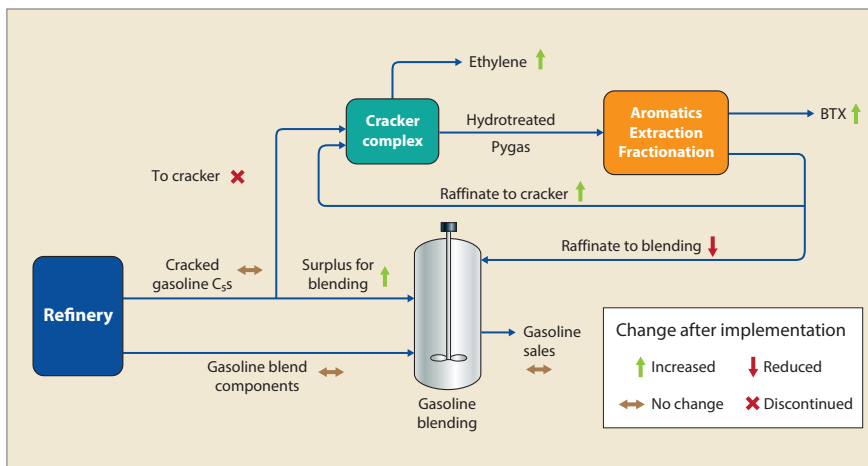 Ethylene
Cracker
complex
Hydrotreated
Pygas
Aromatics
Extraction
Fractionation
BTX
To cracker
Raffinate to cracker
Raffinate to blending
Refinery
Cracked
gasoline C₅s
Surplus for
blending
Gasoline blend
components
Gasoline
sales
Gasoline
blending
Change after implementation
Increased
Reduced
No change
Discontinued